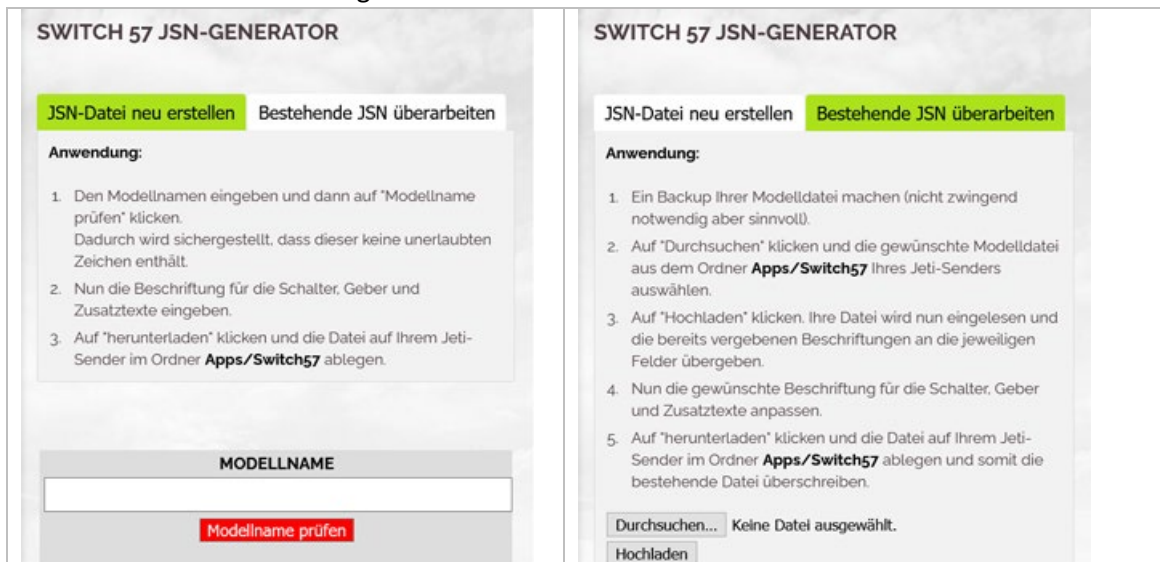 SWITCH 57 JSN-GENERATOR
JSN-Datei neu erstellen Bestehende JSN überarbeiten
Anwendung:
1. Den Modellnamen eingeben und dann auf "Modellname
prüfen" klicken.
Dadurch wird sichergestellt, dass dieser keine unerlaubten
Zeichen enthält.
2. Nun die Beschriftung für die Schalter, Geber und
Zusatztexte eingeben.
3. Auf "herunterladen" klicken und die Datei auf Ihrem Jeti-
Sender im Ordner Apps/Switch57 ablegen.
MODELLNAME
Modellname prüfen
SWITCH 57 JSN-GENERATOR
JSN-Datei neu erstellen Bestehende JSN überarbeiten
Anwendung:
1. Ein Backup Ihrer Modelldatei machen (nicht zwingend
notwendig aber sinnvoll).
2. Auf "Durchsuchen" klicken und die gewünschte Modelldatei
aus dem Ordner Apps/Switch57 Ihres Jeti-Senders
auswählen.
3. Auf "Hochladen" klicken. Ihre Datei wird nun eingelesen und
die bereits vergebenen Beschriftungen an die jeweiligen
Felder übergeben.
4. Nun die gewünschte Beschriftung für die Schalter, Geber
und Zusatztexte anpassen.
5. Auf "herunterladen" klicken und die Datei auf Ihrem Jeti-
Sender im Ordner Apps/Switch57 ablegen und somit die
bestehende Datei überschreiben.
Durchsuchen... Keine Datei ausgewählt.
Hochladen